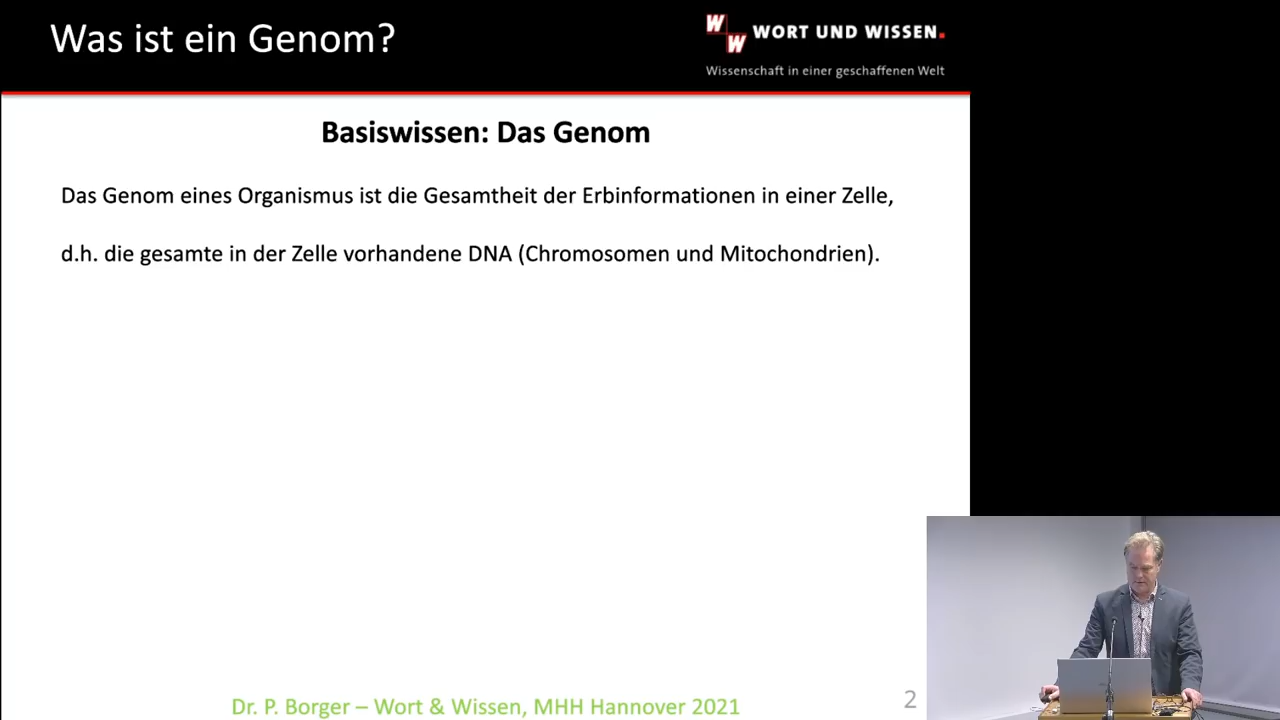 Was ist ein Genom?
W
W
WORT UND WISSEN.
Wissenschaft in einer geschaffenen Welt
Basiswissen: Das Genom
Das Genom eines Organismus ist die Gesamtheit der Erbinformationen in einer Zelle,
d.h. die gesamte in der Zelle vorhandene DNA (Chromosomen und Mitochondrien).
Dr. P. Borger – Wort & Wissen, MHH Hannover 2021
2